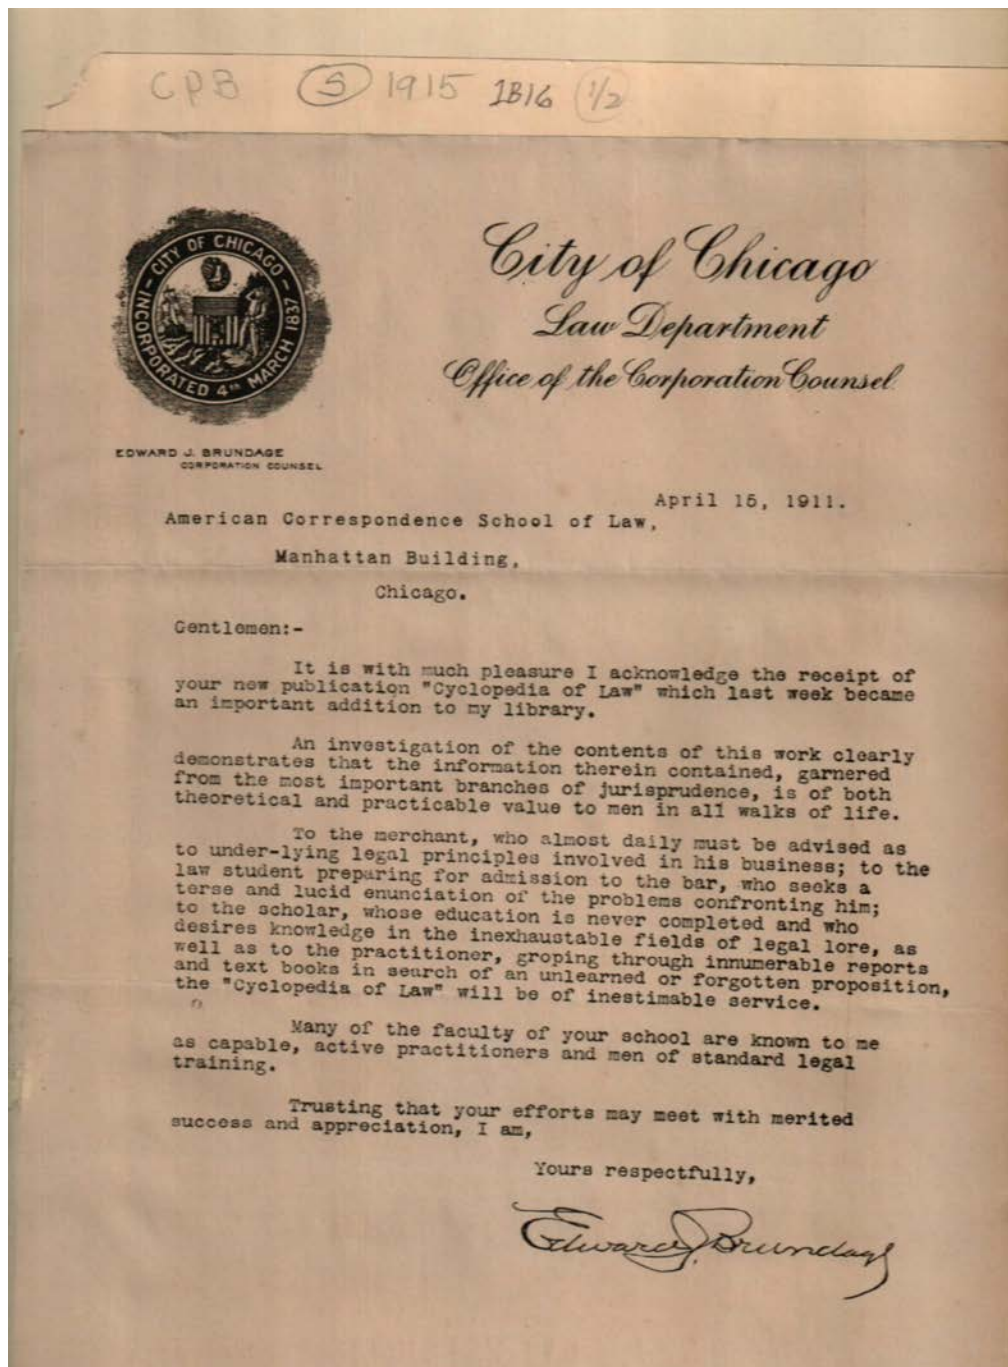 CPB (5) 1915 1B16 (1/2)
INCORPORATED 4TH MARCH 1837 — CITY OF CHICAGO —
City of Chicago
Law Department
Office of the Corporation Counsel
EDWARD J. BRUNDAGE
CORPORATION COUNSEL
April 15, 1911.
American Correspondence School of Law,
Manhattan Building,
Chicago.
Gentlemen:-
It is with much pleasure I acknowledge the receipt of
your new publication "Cyclopedia of Law" which last week became
an important addition to my library.
An investigation of the contents of this work clearly
demonstrates that the information therein contained, garnered
from the most important branches of jurisprudence, is of both
theoretical and practicable value to men in all walks of life.
To the merchant, who almost daily must be advised as
to under-lying legal principles involved in his business; to the
law student preparing for admission to the bar, who seeks a
terse and lucid enunciation of the problems confronting him;
to the scholar, whose education is never completed and who
desires knowledge in the inexhaustable fields of legal lore, as
well as to the practitioner, groping through innumerable reports
and text books in search of an unlearned or forgotten proposition,
the "Cyclopedia of Law" will be of inestimable service.
Many of the faculty of your school are known to me
as capable, active practitioners and men of standard legal
training.
Trusting that your efforts may meet with merited
success and appreciation, I am,
Yours respectfully,
Edward J. Brundage